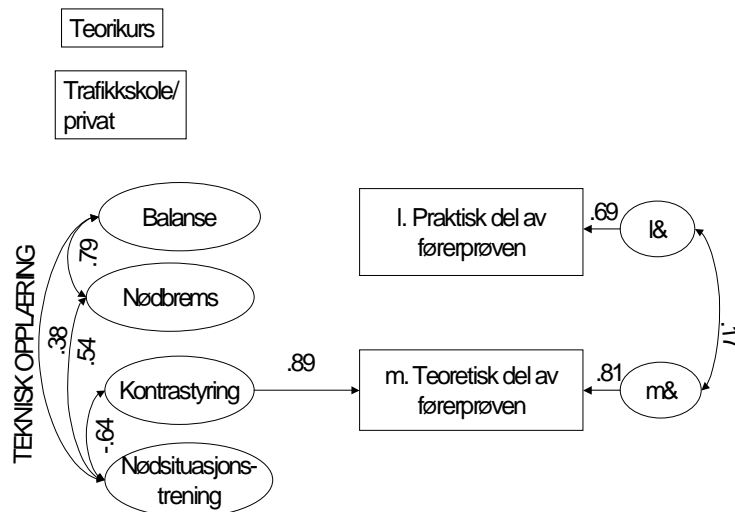 Teorikurs
Trafikkskole/
privat
TEKNISK OPPLÆRING
Balanse
.79
Nødbrems
.38
.54
Kontrastyring
-.64
Nødsituasjons-
trening
.89
l. Praktisk del av
førerprøven
.69
l&
m. Teoretisk del av
førerprøven
.81
m&
.17